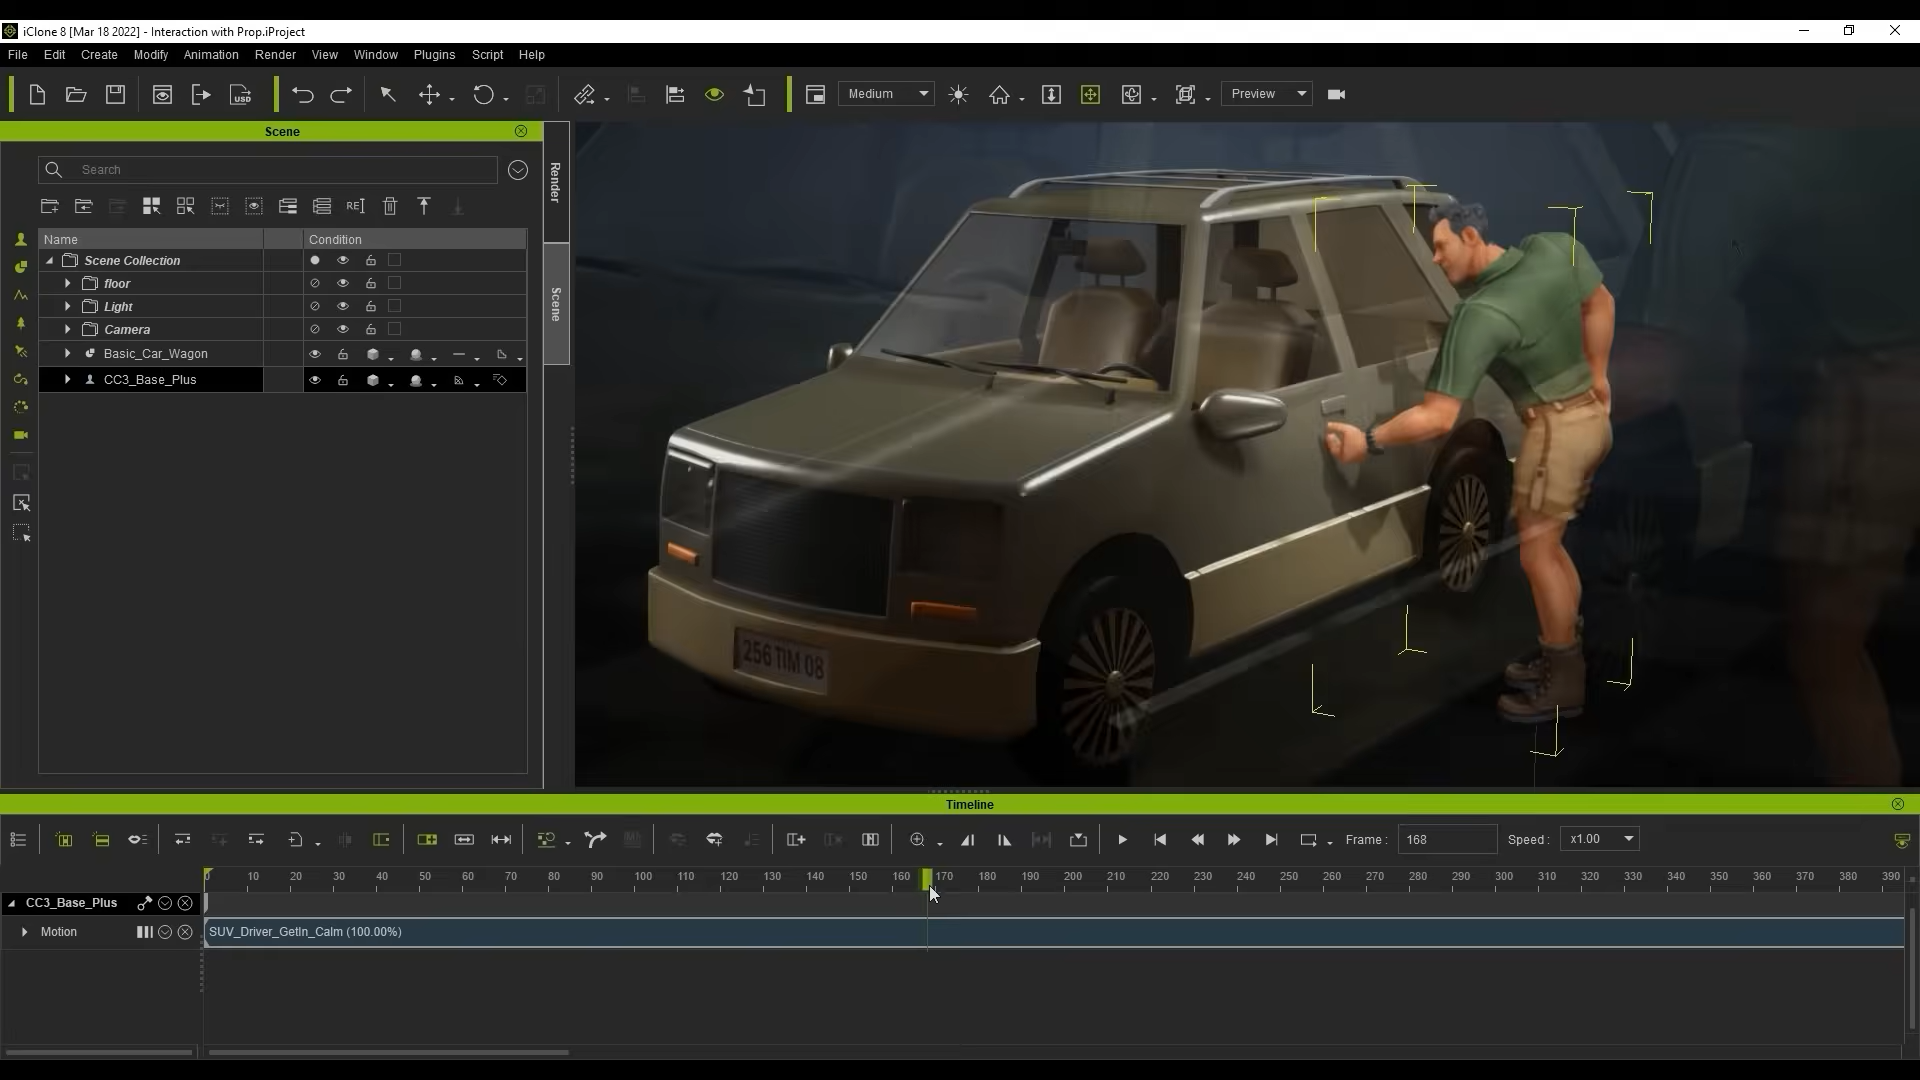 iClone 8 [Mar 18 2022] - Interaction with Prop.iProject
File Edit Create Modify Animation Render View Window Plugins Script Help
USD
Medium
Preview
Scene
Search
REI
Name Condition
Scene Collection
floor
Light
Camera
Basic_Car_Wagon
CC3_Base_Plus
Render
Scene
256 TIM 08
Timeline
Frame : 168 Speed : x1.00
0 10 20 30 40 50 60 70 80 90 100 110 120 130 140 150 160 170 180 190 200 210 220 230 240 250 260 270 280 290 300 310 320 330 340 350 360 370 380 390
CC3_Base_Plus
Motion SUV_Driver_GetIn_Calm (100.00%)